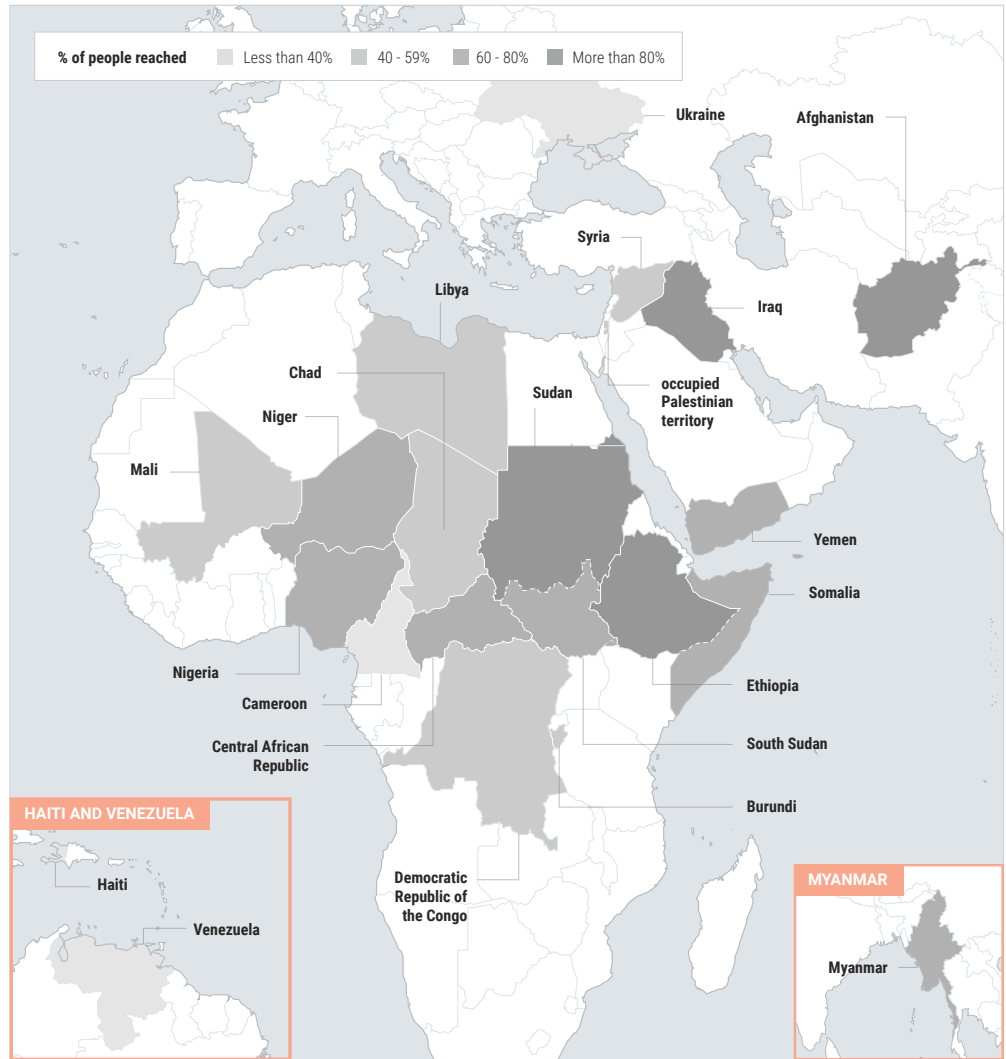 % of people reached Less than 40% 40 - 59% 60 - 80% More than 80%
Ukraine
Afghanistan
Syria
Libya
Iraq
Chad
occupied
Palestinian
territory
Sudan
Niger
Mali
Yemen
Somalia
Nigeria
Ethiopia
Cameroon
Central African
Republic
South Sudan
Burundi
HAITI AND VENEZUELA
Haiti
Venezuela
Democratic
Republic of
the Congo
MYANMAR
Myanmar